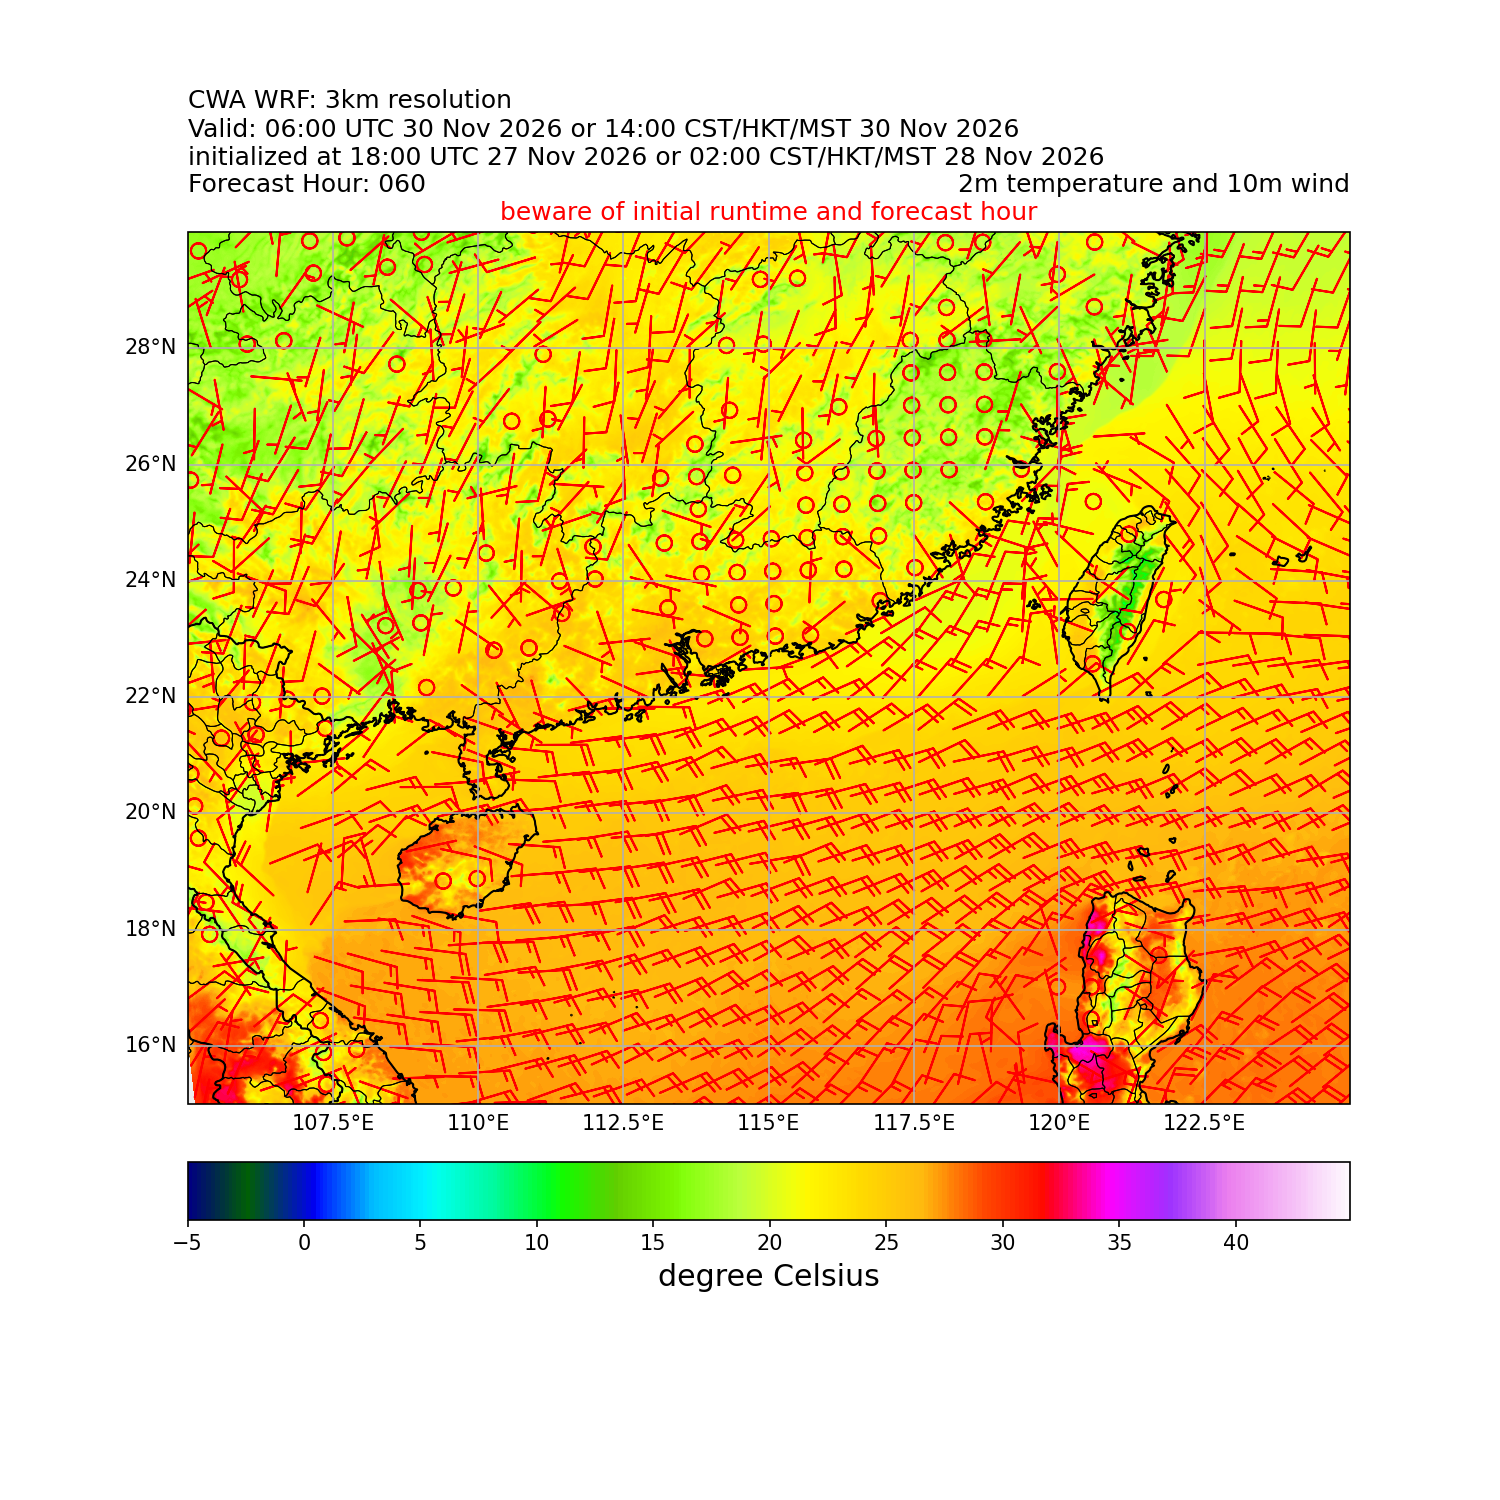 CWA WRF: 3km resolution
Valid: 06:00 UTC 30 Nov 2026 or 14:00 CST/HKT/MST 30 Nov 2026
initialized at 18:00 UTC 27 Nov 2026 or 02:00 CST/HKT/MST 28 Nov 2026
Forecast Hour: 060 2m temperature and 10m wind
beware of initial runtime and forecast hour
28°N
26°N
24°N
22°N
20°N
18°N
16°N
107.5°E 110°E 112.5°E 115°E 117.5°E 120°E 122.5°E
−5 0 5 10 15 20 25 30 35 40
degree Celsius